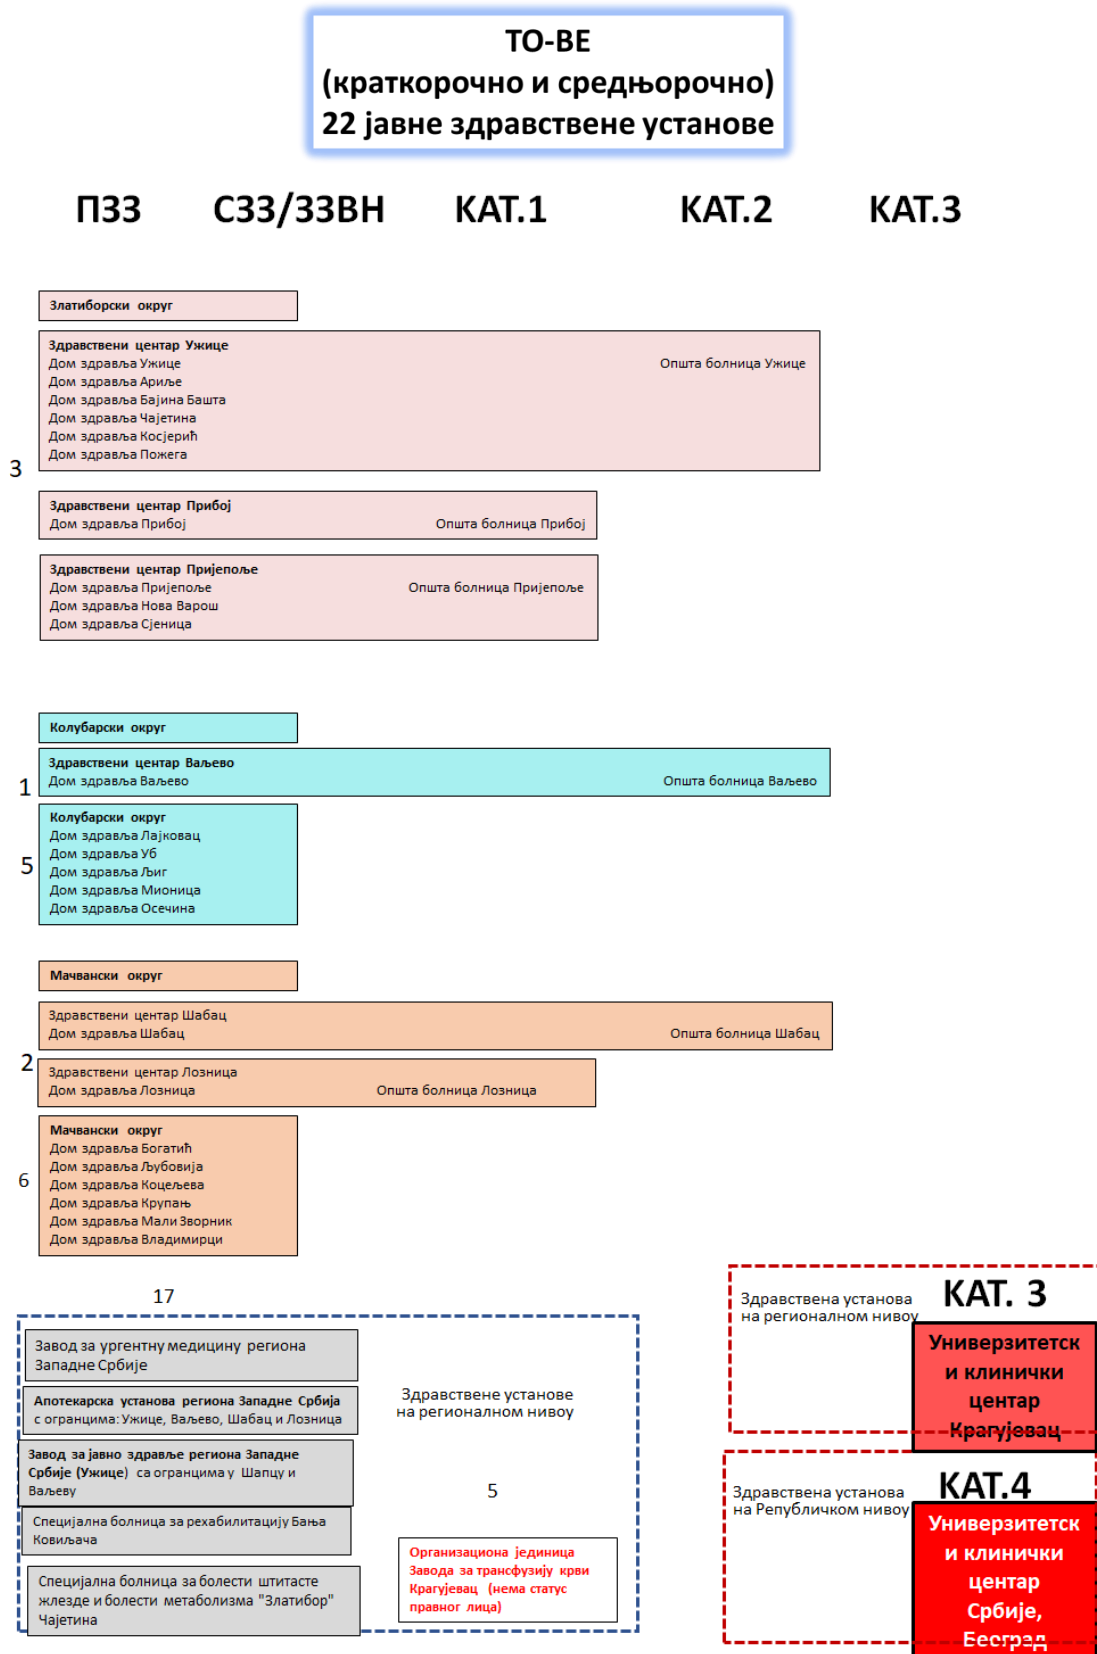 ТО-ВЕ
(краткорочно и средњорочно)
22 јавне здравствене установе
ПЗЗ СЗЗ/ЗЗВН КАТ.1 КАТ.2 КАТ.3
Златиборски округ
Здравствени центар Ужице
Дом здравља Ужице Општа болница Ужице
Дом здравља Ариље
Дом здравља Бајина Башта
Дом здравља Чајетина
Дом здравља Косјерић
Дом здравља Пожега
3
Здравствени центар Прибој
Дом здравља Прибој Општа болница Прибој
Здравствени центар Пријепоље
Дом здравља Пријепоље Општа болница Пријепоље
Дом здравља Нова Варош
Дом здравља Сјеница
Колубарски округ
Здравствени центар Ваљево
Дом здравља Ваљево Општа болница Ваљево
1
Колубарски округ
Дом здравља Лајковац
Дом здравља Уб
Дом здравља Љиг
Дом здравља Мионица
Дом здравља Осечина
5
Мачвански округ
Здравствени центар Шабац
Дом здравља Шабац Општа болница Шабац
2
Здравствени центар Лозница
Дом здравља Лозница Општа болница Лозница
Мачвански округ
Дом здравља Богатић
Дом здравља Љубовија
Дом здравља Коцељева
Дом здравља Крупањ
Дом здравља Мали Зворник
Дом здравља Владимирци
6
17
Завод за ургентну медицину региона
Западне Србије
Апотекарска установа региона Западне Србија
с огранцима: Ужице, Ваљево, Шабац и Лозница
Завод за јавно здравље региона Западне
Србије (Ужице) са огранцима у Шапцу и
Ваљеву
Специјална болница за рехабилитацију Бања
Ковиљача
Специјална болница за болести штитасте
жлезде и болести метаболизма "Златибор"
Чајетина
Здравствене установе
на регионалном нивоу
5
Организациона јединица
Завода за трансфузију крви
Крагујевац (нема статус
правног лица)
Здравствена установа
на регионалном нивоу
КАТ. 3
Универзитетск
и клинички
центар
Крагујевац
Здравствена установа
на Републичком нивоу
КАТ.4
Универзитетск
и клинички
центар
Србије,
Београд